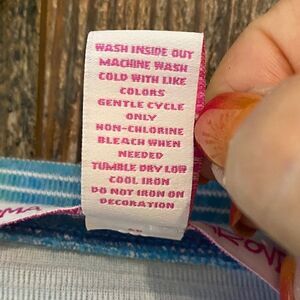 WASH INSIDE OUT
MACHINE WASH
COLD WITH LIKE
COLORS
GENTLE CYCLE
ONLY
NON-CHLORINE
BLEACH WHEN
NEEDED
TUMBLE DRY LOW
COOL IRON
DO NOT IRON ON
DECORATION